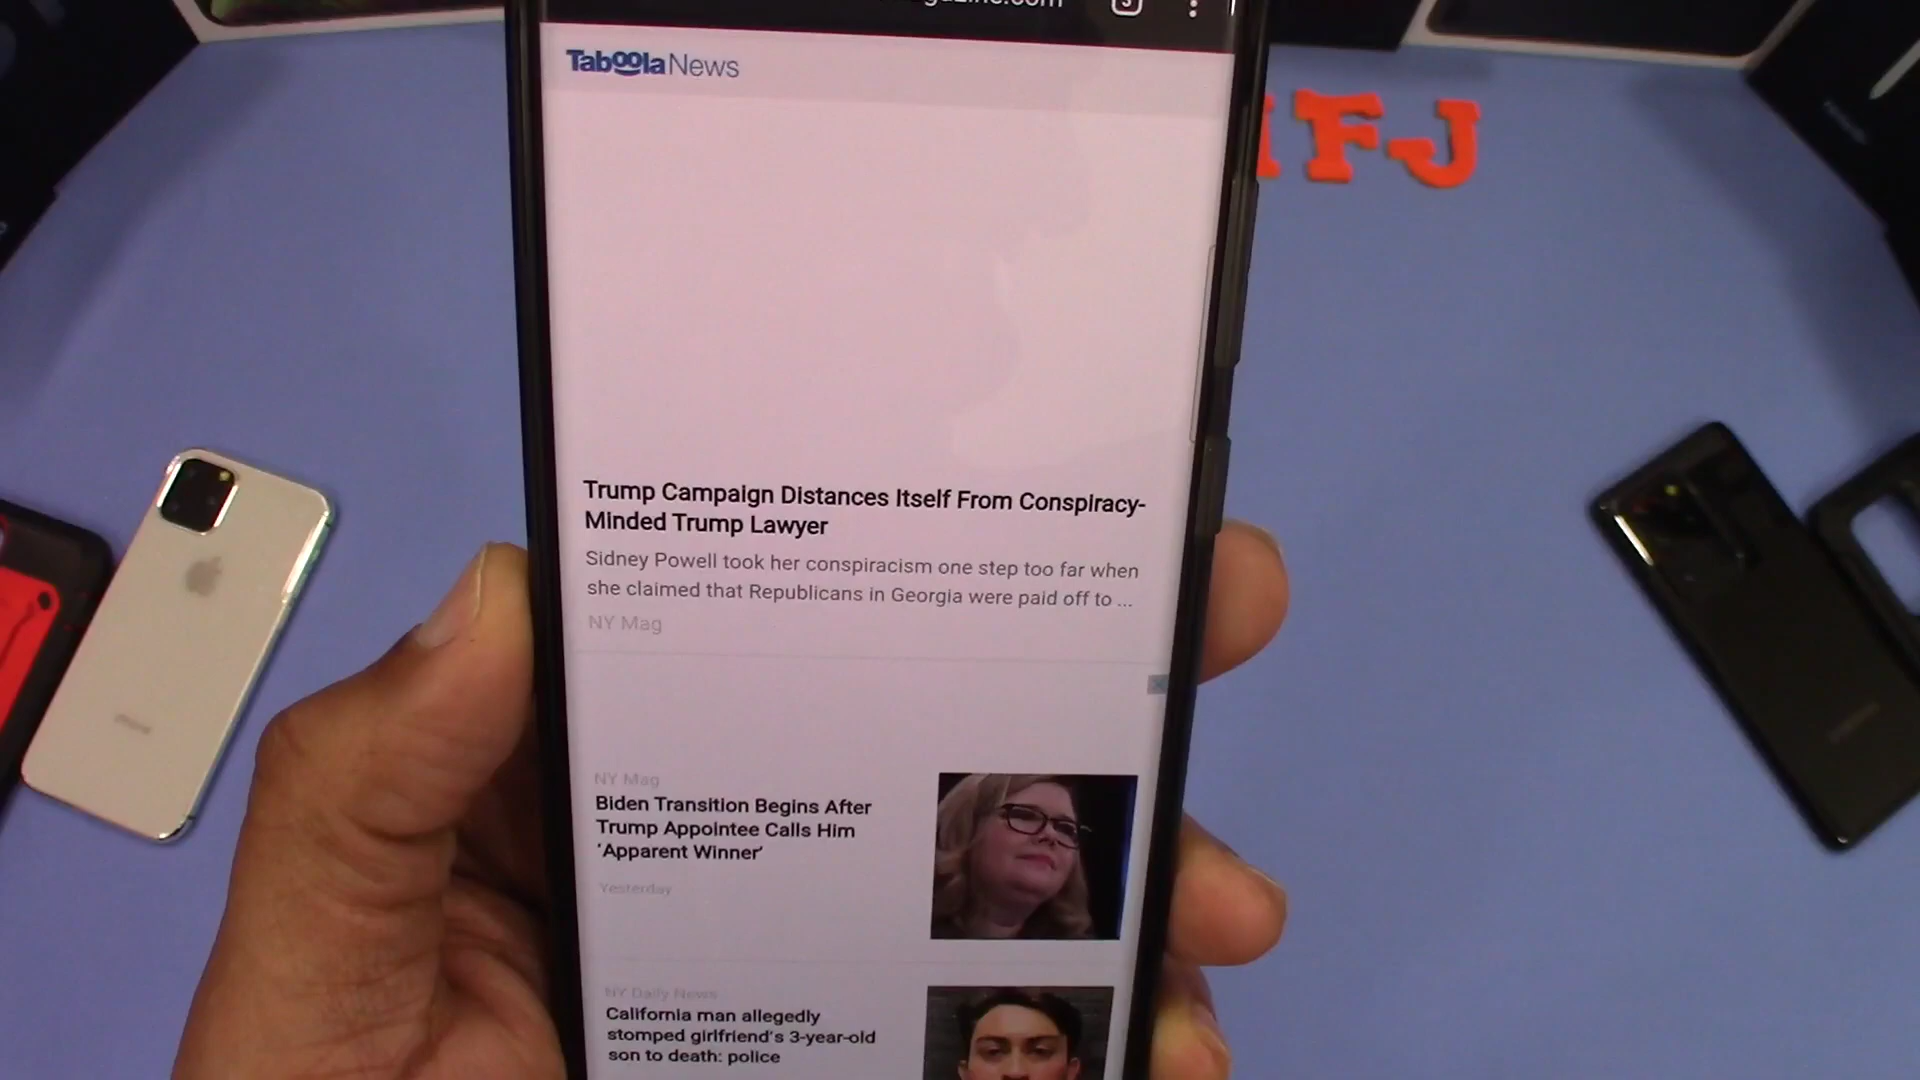 Taboola News
FJ
Trump Campaign Distances Itself From Conspiracy-
Minded Trump Lawyer
Sidney Powell took her conspiracism one step too far when
she claimed that Republicans in Georgia were paid off to ...
NY Mag
NY Mag
Biden Transition Begins After
Trump Appointee Calls Him
'Apparent Winner'
Yesterday
NY Daily News
California man allegedly
stomped girlfriend's 3-year-old
son to death: police